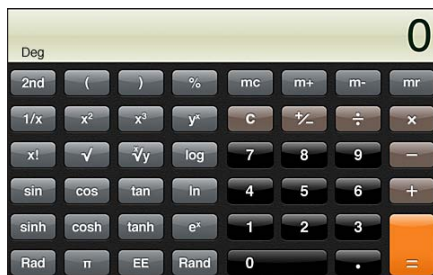 0
Deg
2nd ( ) % mc m+ m- mr
1/x x² x³ yˣ C +/− ÷ ×
x! √ ˣ√y log 7 8 9 −
sin cos tan ln 4 5 6 +
sinh cosh tanh eˣ 1 2 3
Rad π EE Rand 0 . =